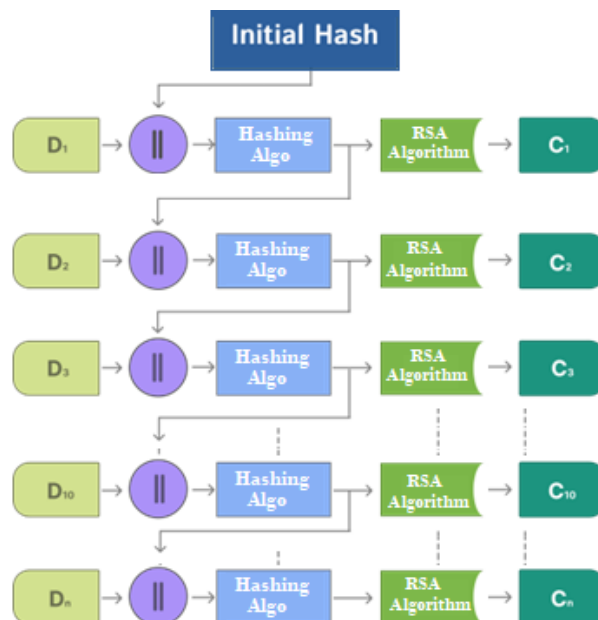 Initial Hash
D₁ || Hashing Algo RSA Algorithm C₁
D₂ || Hashing Algo RSA Algorithm C₂
D₃ || Hashing Algo RSA Algorithm C₃
D₁₀ || Hashing Algo RSA Algorithm C₁₀
Dₙ || Hashing Algo RSA Algorithm Cₙ